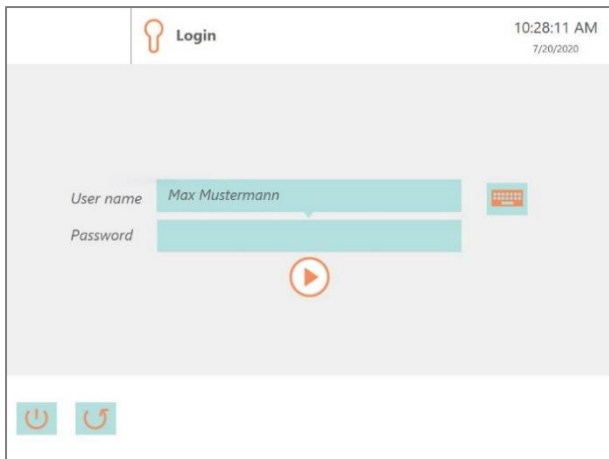 Login
10:28:11 AM
7/20/2020
User name
Max Mustermann
Password